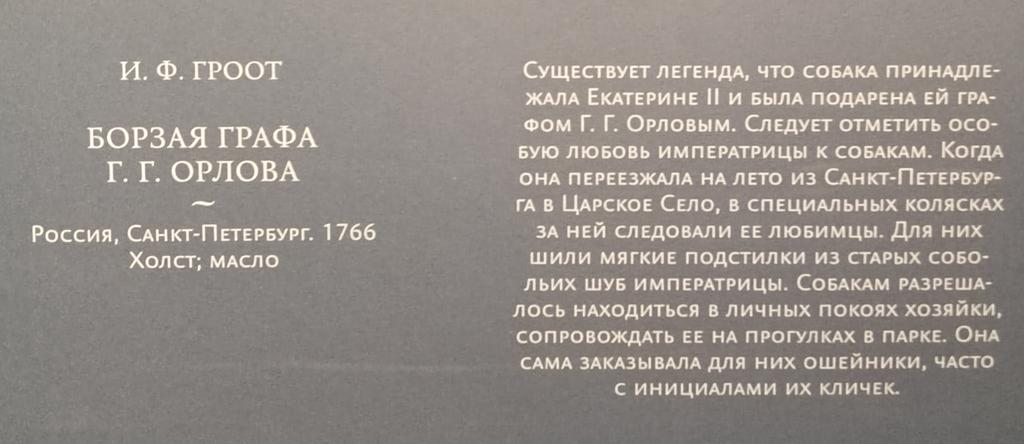 И. Ф. ГРООТ
БОРЗАЯ ГРАФА
Г. Г. ОРЛОВА
~
Россия, Санкт-Петербург. 1766
Холст; масло
Существует легенда, что собака принадле-
жала Екатерине II и была подарена ей гра-
фом Г. Г. Орловым. Следует отметить осо-
бую любовь императрицы к собакам. Когда
она переезжала на лето из Санкт-Петербур-
га в Царское Село, в специальных колясках
за ней следовали ее любимцы. Для них
шили мягкие подстилки из старых собо-
льих шуб императрицы. Собакам разреша-
лось находиться в личных покоях хозяйки,
сопровождать ее на прогулках в парке. Она
сама заказывала для них ошейники, часто
с инициалами их кличек.